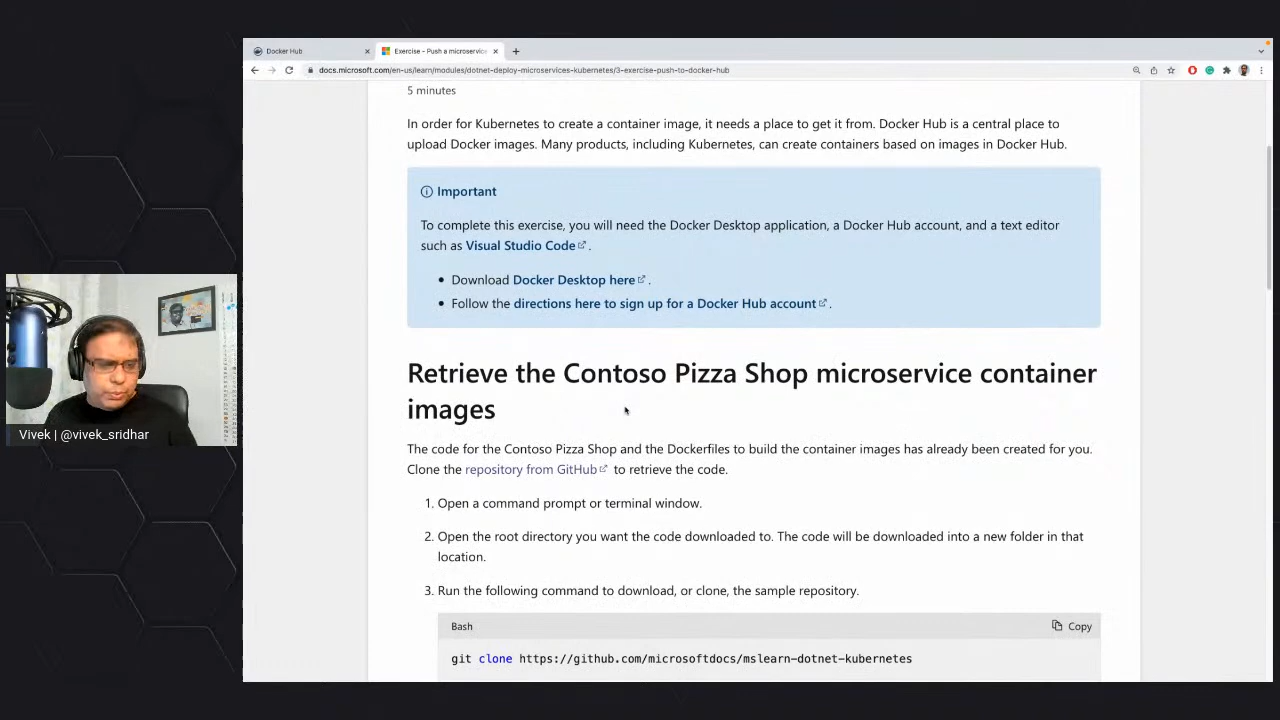 Docker Hub
Exercise - Push a microservice
docs.microsoft.com/en-us/learn/modules/dotnet-deploy-microservices-kubernetes/3-exercise-push-to-docker-hub
5 minutes
In order for Kubernetes to create a container image, it needs a place to get it from. Docker Hub is a central place to
upload Docker images. Many products, including Kubernetes, can create containers based on images in Docker Hub.
Important
To complete this exercise, you will need the Docker Desktop application, a Docker Hub account, and a text editor
such as Visual Studio Code .
• Download Docker Desktop here .
• Follow the directions here to sign up for a Docker Hub account .
Retrieve the Contoso Pizza Shop microservice container
images
The code for the Contoso Pizza Shop and the Dockerfiles to build the container images has already been created for you.
Clone the repository from GitHub to retrieve the code.
1. Open a command prompt or terminal window.
2. Open the root directory you want the code downloaded to. The code will be downloaded into a new folder in that
location.
3. Run the following command to download, or clone, the sample repository.
Bash
Copy
git clone https://github.com/microsoftdocs/mslearn-dotnet-kubernetes
Vivek | @vivek_sridhar